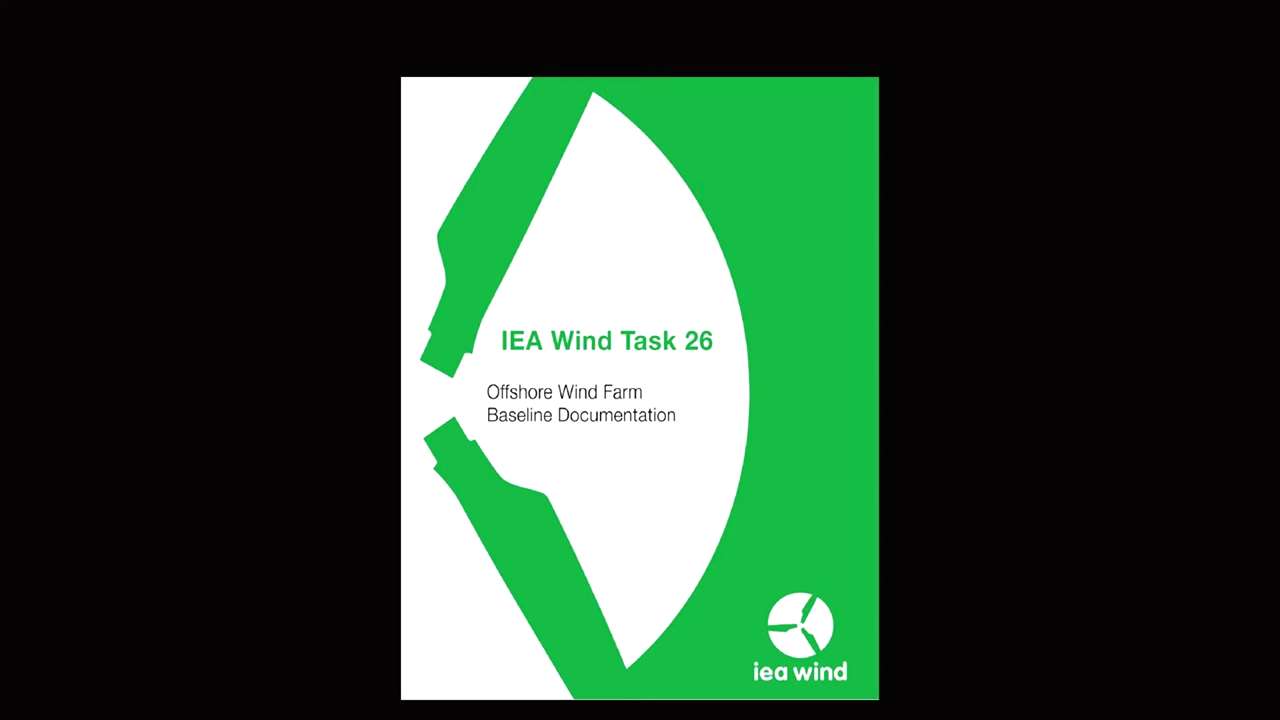 IEA Wind Task 26
Offshore Wind Farm
Baseline Documentation
iea wind